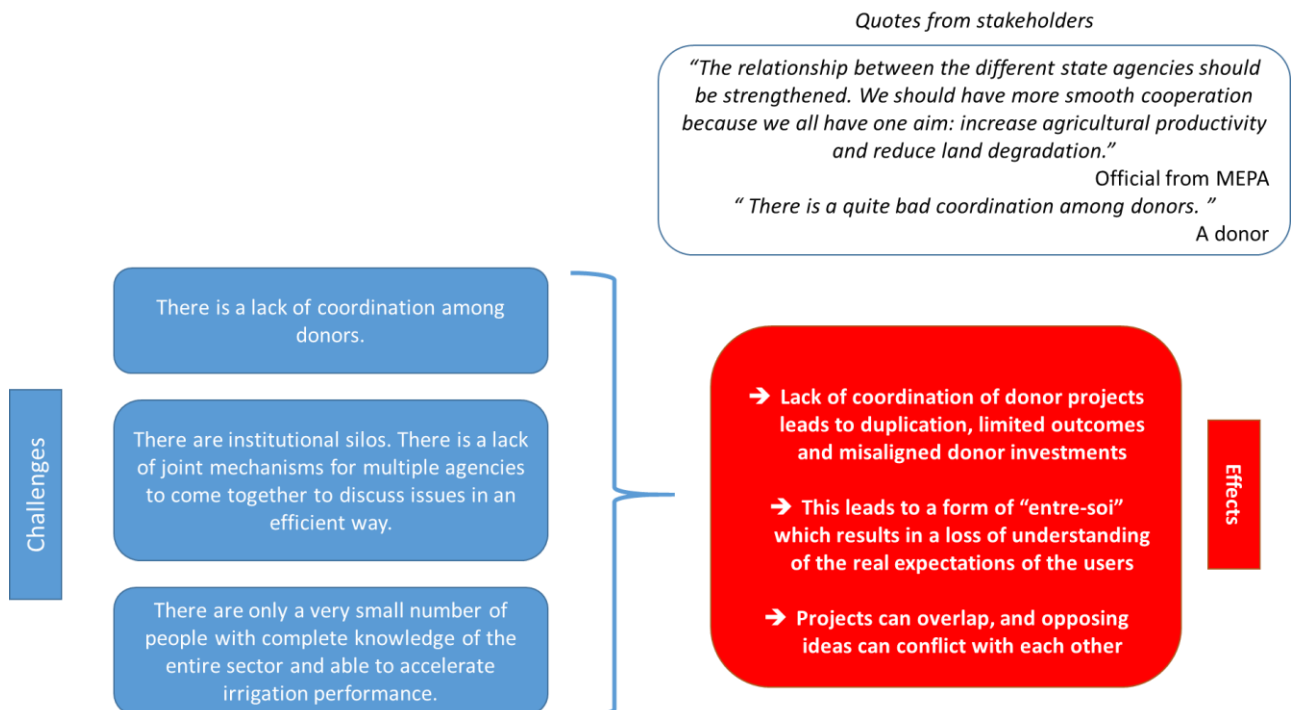 Quotes from stakeholders
“The relationship between the different state agencies should
be strengthened. We should have more smooth cooperation
because we all have one aim: increase agricultural productivity
and reduce land degradation.”
Official from MEPA
“ There is a quite bad coordination among donors. ”
A donor
Challenges
There is a lack of coordination among
donors.
There are institutional silos. There is a lack
of joint mechanisms for multiple agencies
to come together to discuss issues in an
efficient way.
There are only a very small number of
people with complete knowledge of the
entire sector and able to accelerate
irrigation performance.
➔ Lack of coordination of donor projects
leads to duplication, limited outcomes
and misaligned donor investments
➔ This leads to a form of “entre-soi”
which results in a loss of understanding
of the real expectations of the users
➔ Projects can overlap, and opposing
ideas can conflict with each other
Effects